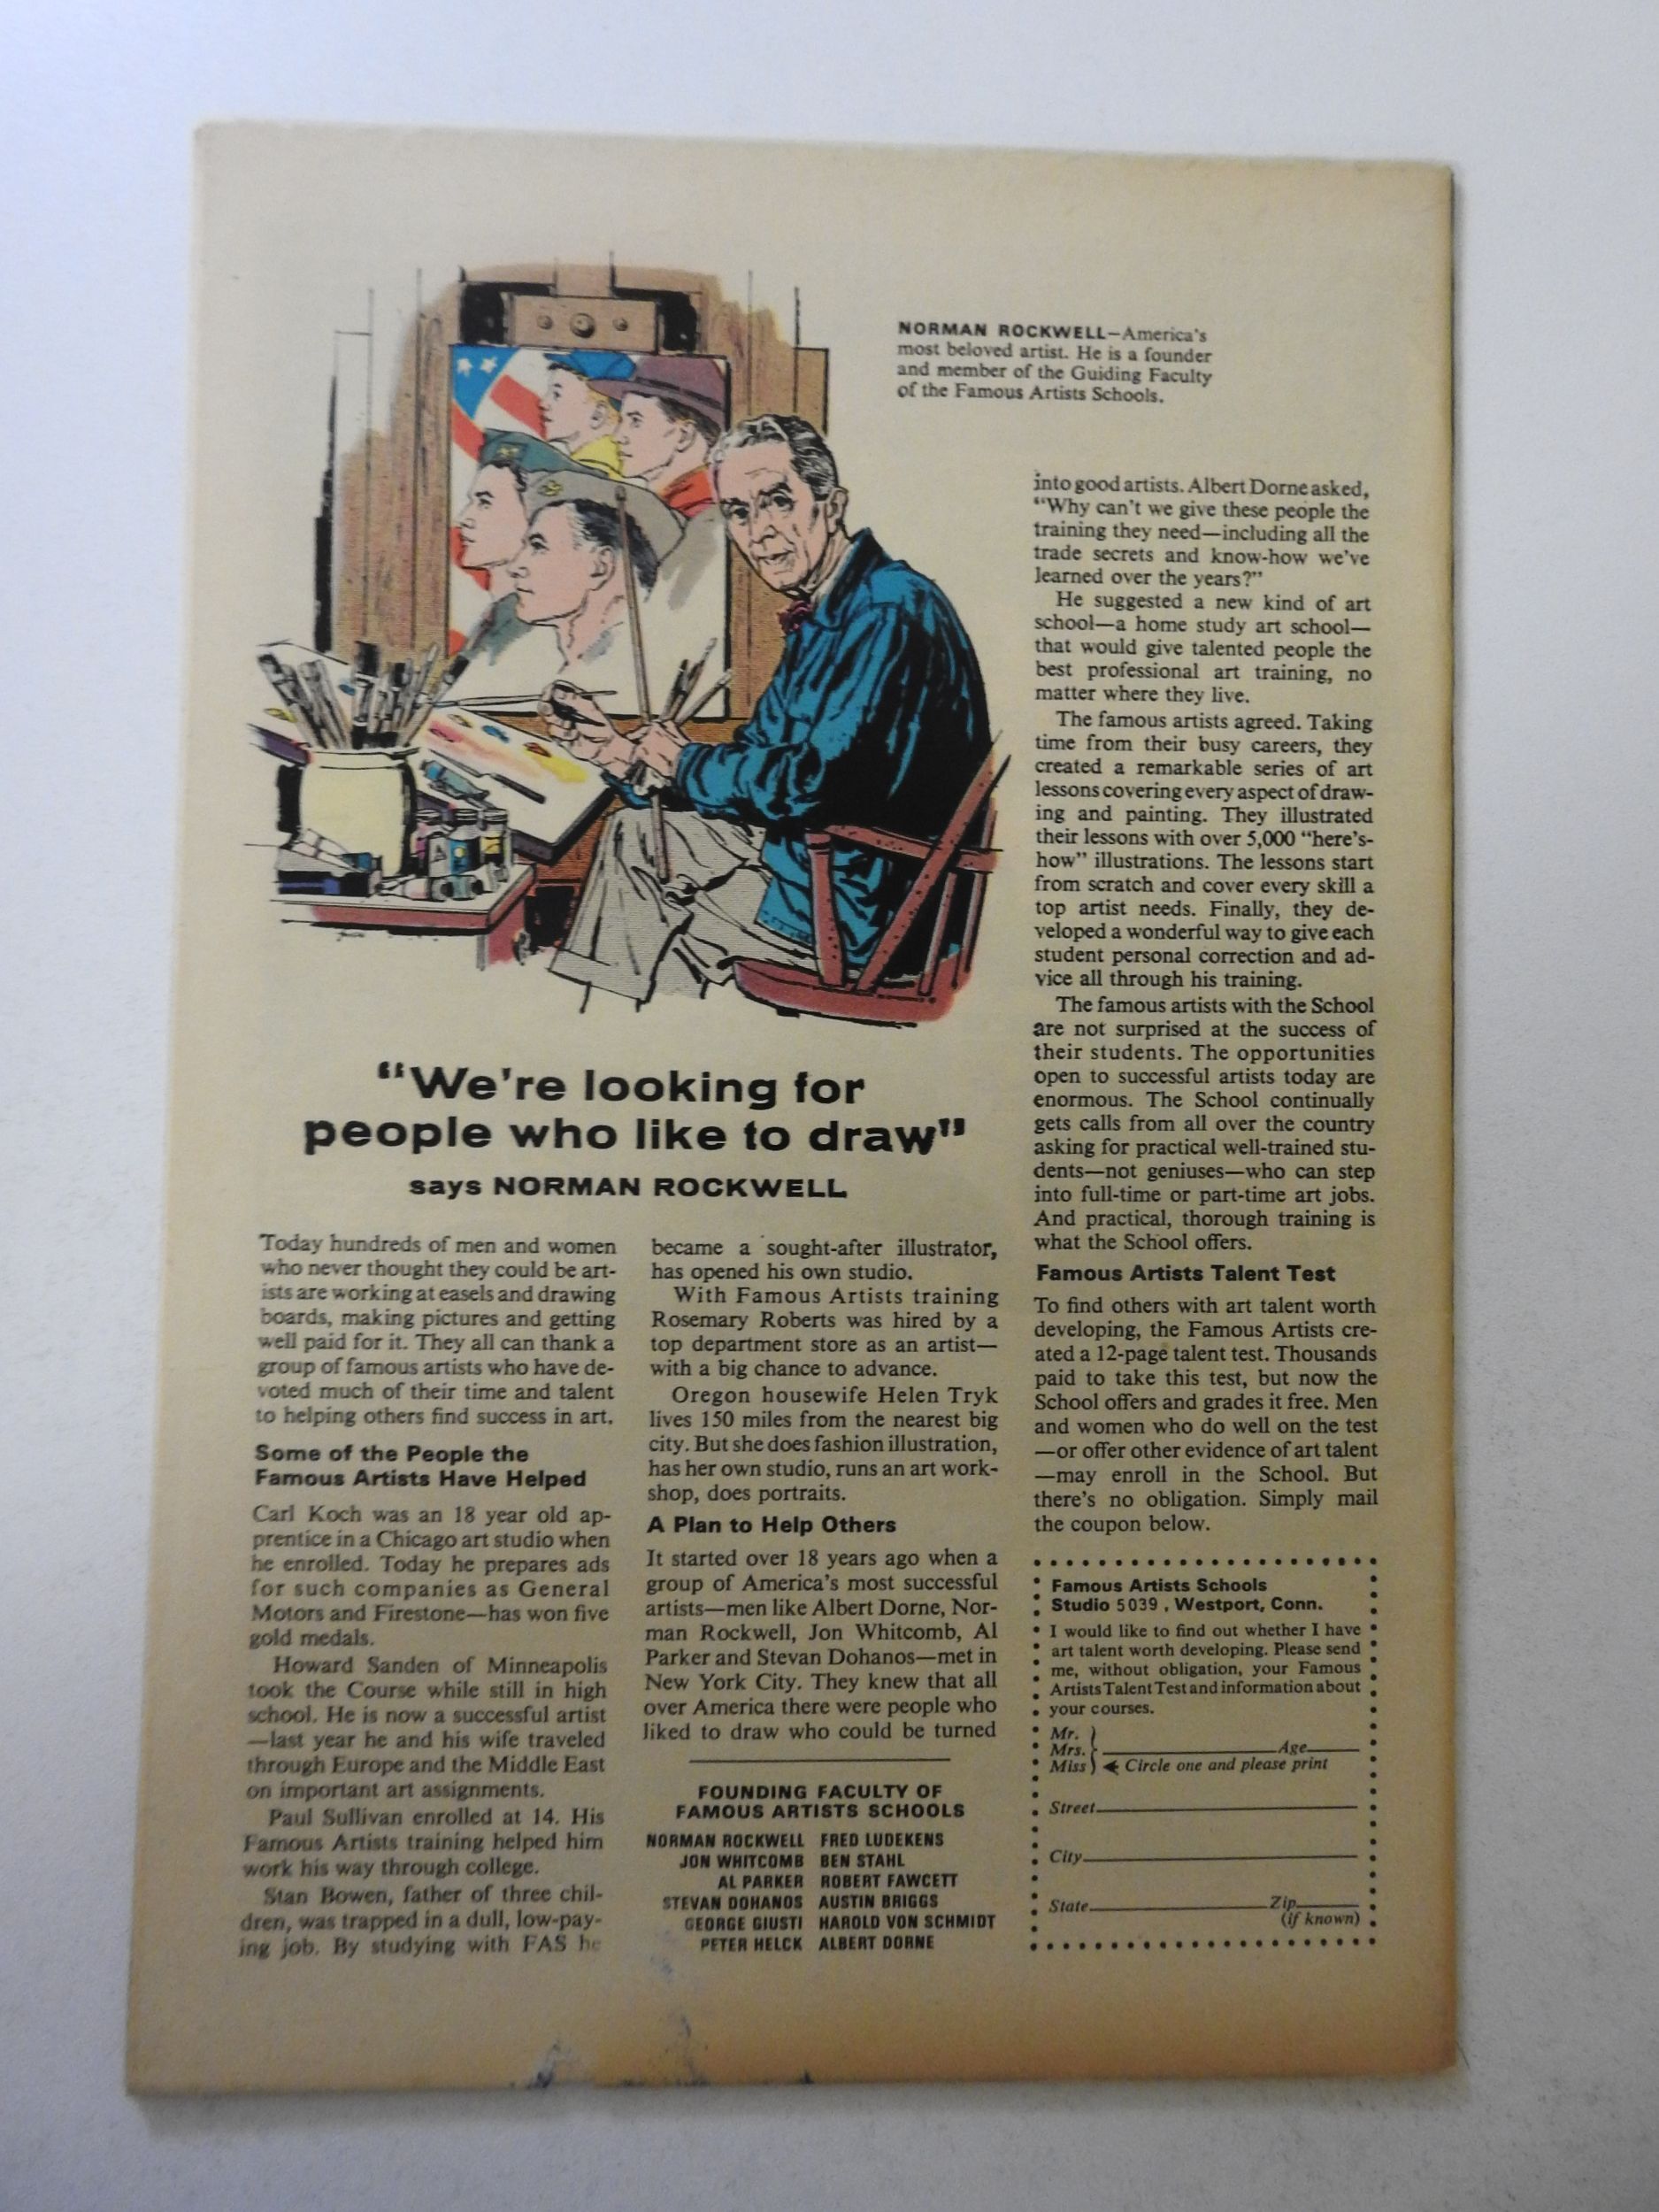 NORMAN ROCKWELL—America's
most beloved artist. He is a founder
and member of the Guiding Faculty
of the Famous Artists Schools.
"We're looking for
people who like to draw"
says NORMAN ROCKWELL
Today hundreds of men and women
who never thought they could be art-
ists are working at easels and drawing
boards, making pictures and getting
well paid for it. They all can thank a
group of famous artists who have de-
voted much of their time and talent
to helping others find success in art.
Some of the People the
Famous Artists Have Helped
Carl Koch was an 18 year old ap-
prentice in a Chicago art studio when
he enrolled. Today he prepares ads
for such companies as General
Motors and Firestone—has won five
gold medals.
Howard Sanden of Minneapolis
took the Course while still in high
school. He is now a successful artist
—last year he and his wife traveled
through Europe and the Middle East
on important art assignments.
Paul Sullivan enrolled at 14. His
Famous Artists training helped him
work his way through college.
Stan Bowen, father of three chil-
dren, was trapped in a dull, low-pay-
ing job. By studying with FAS he
became a sought-after illustrator,
has opened his own studio.
With Famous Artists training
Rosemary Roberts was hired by a
top department store as an artist—
with a big chance to advance.
Oregon housewife Helen Tryk
lives 150 miles from the nearest big
city. But she does fashion illustration,
has her own studio, runs an art work-
shop, does portraits.
A Plan to Help Others
It started over 18 years ago when a
group of America's most successful
artists—men like Albert Dorne, Nor-
man Rockwell, Jon Whitcomb, Al
Parker and Stevan Dohanos—met in
New York City. They knew that all
over America there were people who
liked to draw who could be turned
FOUNDING FACULTY OF
FAMOUS ARTISTS SCHOOLS
NORMAN ROCKWELL FRED LUDEKENS
JON WHITCOMB BEN STAHL
AL PARKER ROBERT FAWCETT
STEVAN DOHANOS AUSTIN BRIGGS
GEORGE GIUSTI HAROLD VON SCHMIDT
PETER HELCK ALBERT DORNE
into good artists. Albert Dorne asked,
"Why can't we give these people the
training they need—including all the
trade secrets and know-how we've
learned over the years?"
He suggested a new kind of art
school—a home study art school—
that would give talented people the
best professional art training, no
matter where they live.
The famous artists agreed. Taking
time from their busy careers, they
created a remarkable series of art
lessons covering every aspect of draw-
ing and painting. They illustrated
their lessons with over 5,000 "here's-
how" illustrations. The lessons start
from scratch and cover every skill a
top artist needs. Finally, they de-
veloped a wonderful way to give each
student personal correction and ad-
vice all through his training.
The famous artists with the School
are not surprised at the success of
their students. The opportunities
open to successful artists today are
enormous. The School continually
gets calls from all over the country
asking for practical well-trained stu-
dents—not geniuses—who can step
into full-time or part-time art jobs.
And practical, thorough training is
what the School offers.
Famous Artists Talent Test
To find others with art talent worth
developing, the Famous Artists cre-
ated a 12-page talent test. Thousands
paid to take this test, but now the
School offers and grades it free. Men
and women who do well on the test
—or offer other evidence of art talent
—may enroll in the School. But
there's no obligation. Simply mail
the coupon below.
Famous Artists Schools
Studio 5039, Westport, Conn.
I would like to find out whether I have
art talent worth developing. Please send
me, without obligation, your Famous
Artists Talent Test and information about
your courses.
Mr.
Mrs. Age
Miss Circle one and please print
Street
City
State Zip
(if known)